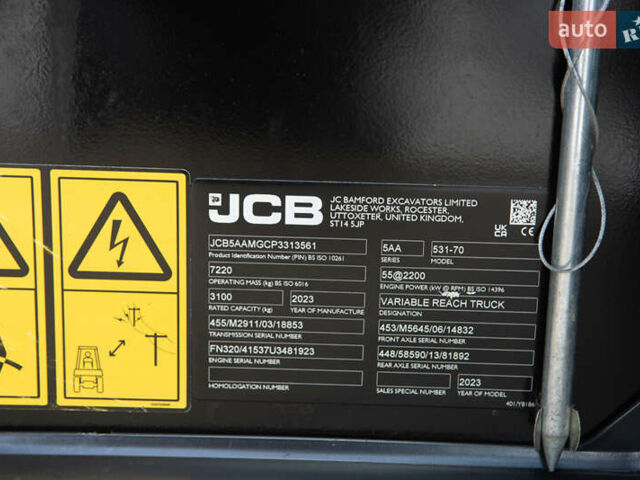 auto
JCB
JC BAMFORD EXCAVATORS LIMITED
LAKESIDE WORKS, ROCESTER,
UTTOXETER, UNITED KINGDOM,
ST14 5JP
UK
CA
CE
JCB5AAMGCP3313561
Product Identification Number (PIN) BS ISO 10261
5AA
SERIES
531-70
MODEL
7220
OPERATING MASS (kg) BS ISO 6016
55@2200
ENGINE POWER (kW @ RPM) BS ISO 14396
3100
RATED CAPACITY (kg)
2023
YEAR OF MANUFACTURE
VARIABLE REACH TRUCK
DESIGNATION
455/M2911/03/18853
TRANSMISSION SERIAL NUMBER
453/M5645/06/14832
FRONT AXLE SERIAL NUMBER
FN320/41537U3481923
ENGINE SERIAL NUMBER
448/58590/13/81892
REAR AXLE SERIAL NUMBER
HOMOLOGATION NUMBER
SALES SPECIAL NUMBER
2023
YEAR OF MODEL